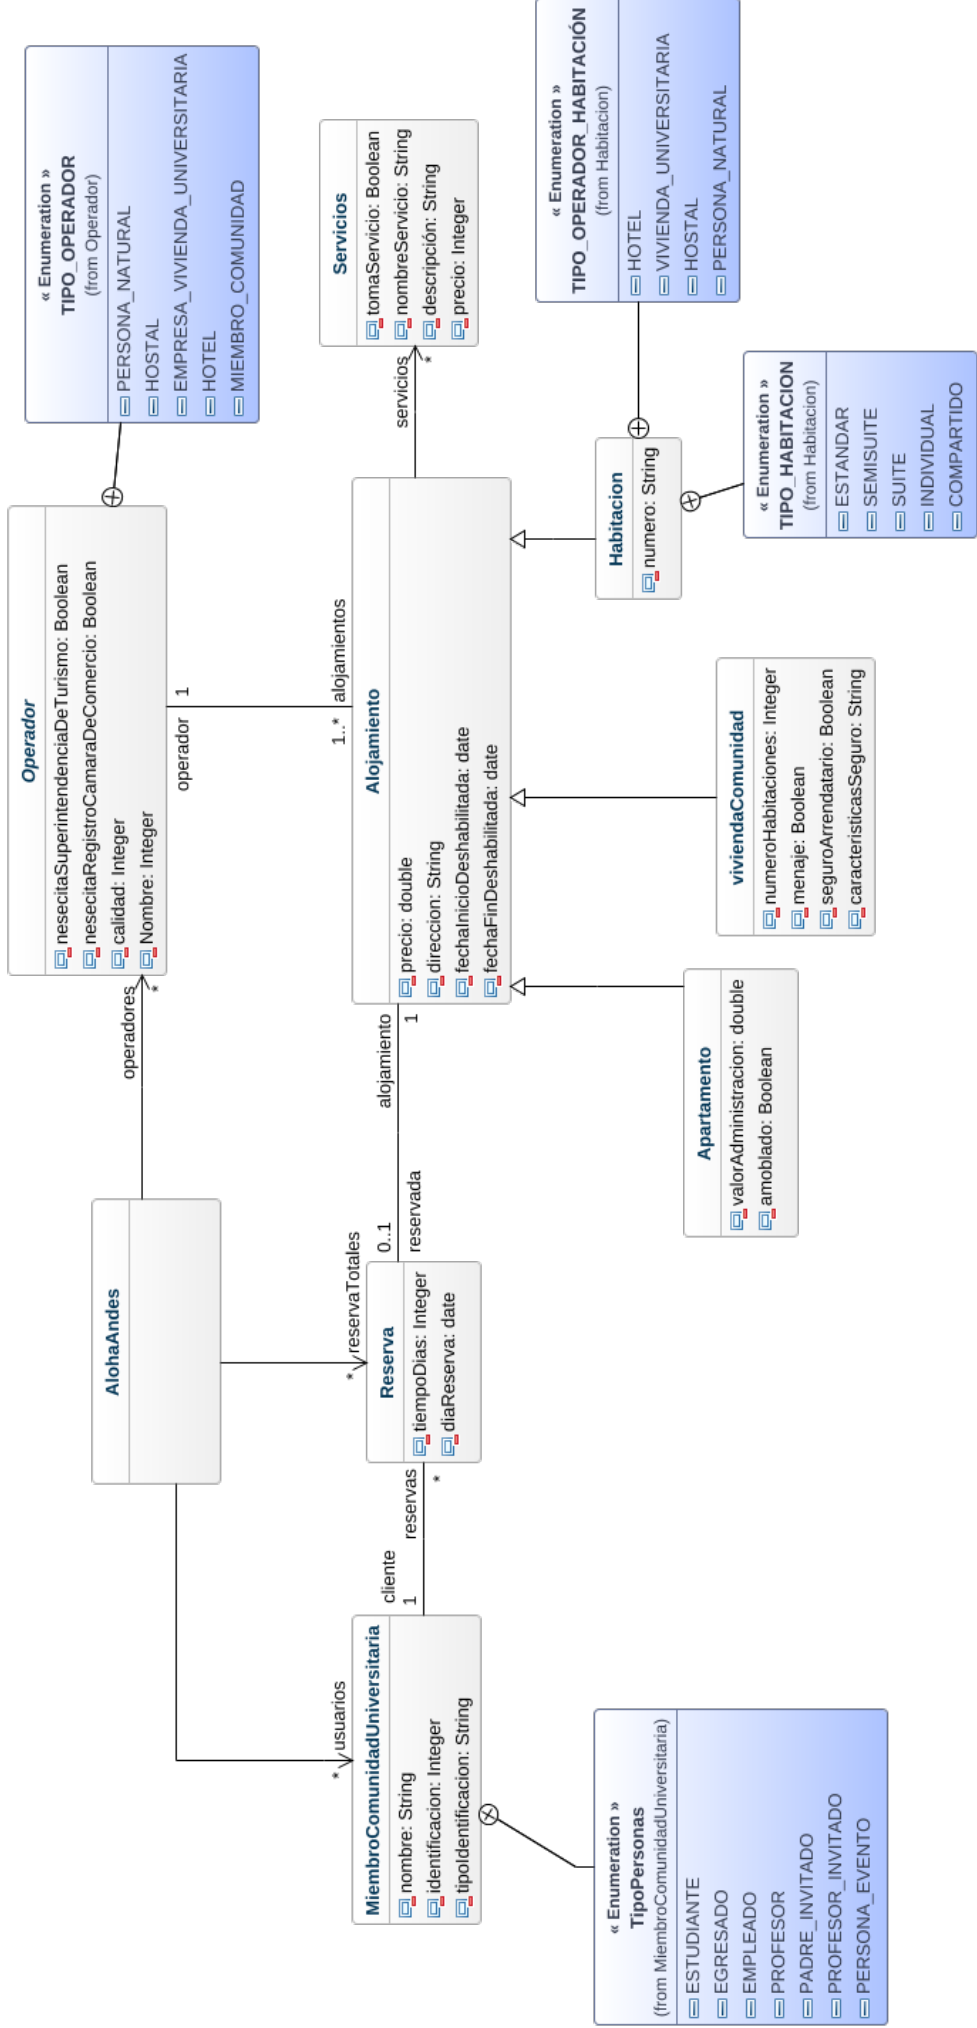 « Enumeration »
TIPO_OPERADOR
(from Operador)
PERSONA_NATURAL
HOSTAL
EMPRESA_VIVIENDA_UNIVERSITARIA
HOTEL
MIEMBRO_COMUNIDAD
Operador
nesecitaSuperintendenciaDeTurismo: Boolean
nesecitaRegistroCamaraDeComercio: Boolean
calidad: Integer
Nombre: Integer
operadores
*
operador
1
1..*
alojamientos
AlohaAndes
* usuarios
* reservaTotales
MiembroComunidadUniversitaria
nombre: String
identificacion: Integer
tipoIdentificacion: String
cliente
1
reservas
*
Reserva
tiempoDias: Integer
diaReserva: date
0..1
reservada
alojamiento
1
Alojamiento
precio: double
direccion: String
fechaInicioDeshabilitada: date
fechaFinDeshabilitada: date
servicios
*
Servicios
tomaServicio: Boolean
nombreServicio: String
descripción: String
precio: Integer
« Enumeration »
TipoPersonas
(from MiembroComunidadUniversitaria)
ESTUDIANTE
EGRESADO
EMPLEADO
PROFESOR
PADRE_INVITADO
PROFESOR_INVITADO
PERSONA_EVENTO
Apartamento
valorAdministracion: double
amoblado: Boolean
viviendaComunidad
numeroHabitaciones: Integer
menaje: Boolean
seguroArrendatario: Boolean
caracteristicasSeguro: String
Habitacion
numero: String
« Enumeration »
TIPO_OPERADOR_HABITACIÓN
(from Habitacion)
HOTEL
VIVIENDA_UNIVERSITARIA
HOSTAL
PERSONA_NATURAL
« Enumeration »
TIPO_HABITACION
(from Habitacion)
ESTANDAR
SEMISUITE
SUITE
INDIVIDUAL
COMPARTIDO